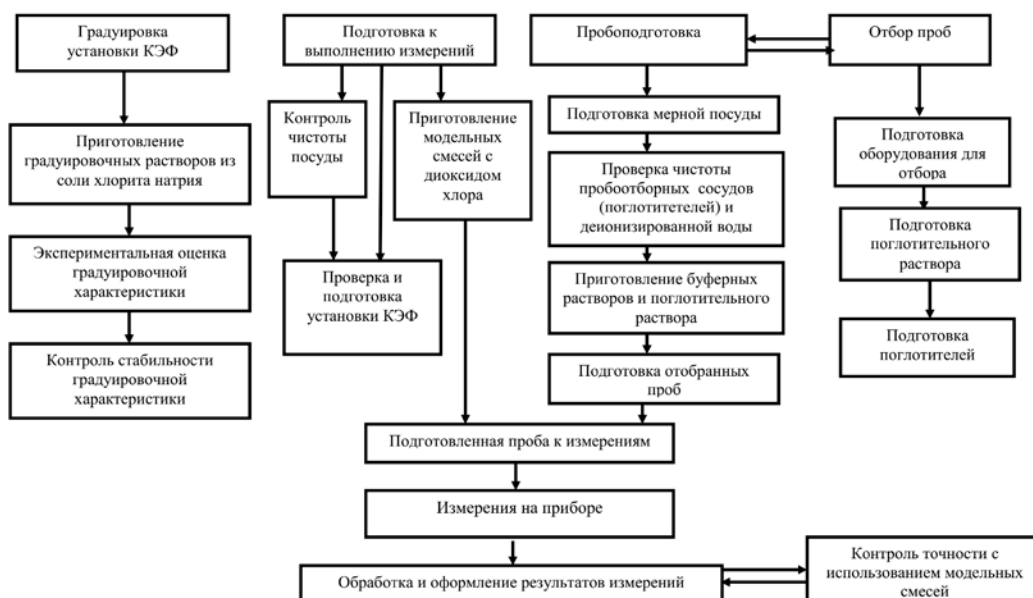 Градуировка
установки КЭФ
Подготовка к
выполнению измерений
Пробоподготовка
Отбор проб
Приготовление
градуировочных растворов из
соли хлорита натрия
Контроль
чистоты
посуды
Приготовление
модельных
смесей с
диоксидом
хлора
Подготовка мерной посуды
Проверка чистоты
пробоотборных сосудов
(поглотитетелей) и
деионизированной воды
Подготовка
оборудования для
отбора
Экспериментальная оценка
градуировочной
характеристики
Проверка и
подготовка
установки КЭФ
Приготовление буферных
растворов и поглотительного
раствора
Подготовка
поглотительного
раствора
Контроль стабильности
градуировочной
характеристики
Подготовка отобранных
проб
Подготовка
поглотителей
Подготовленная проба к измерениям
Измерения на приборе
Обработка и оформление результатов измерений
Контроль точности с
использованием модельных
смесей